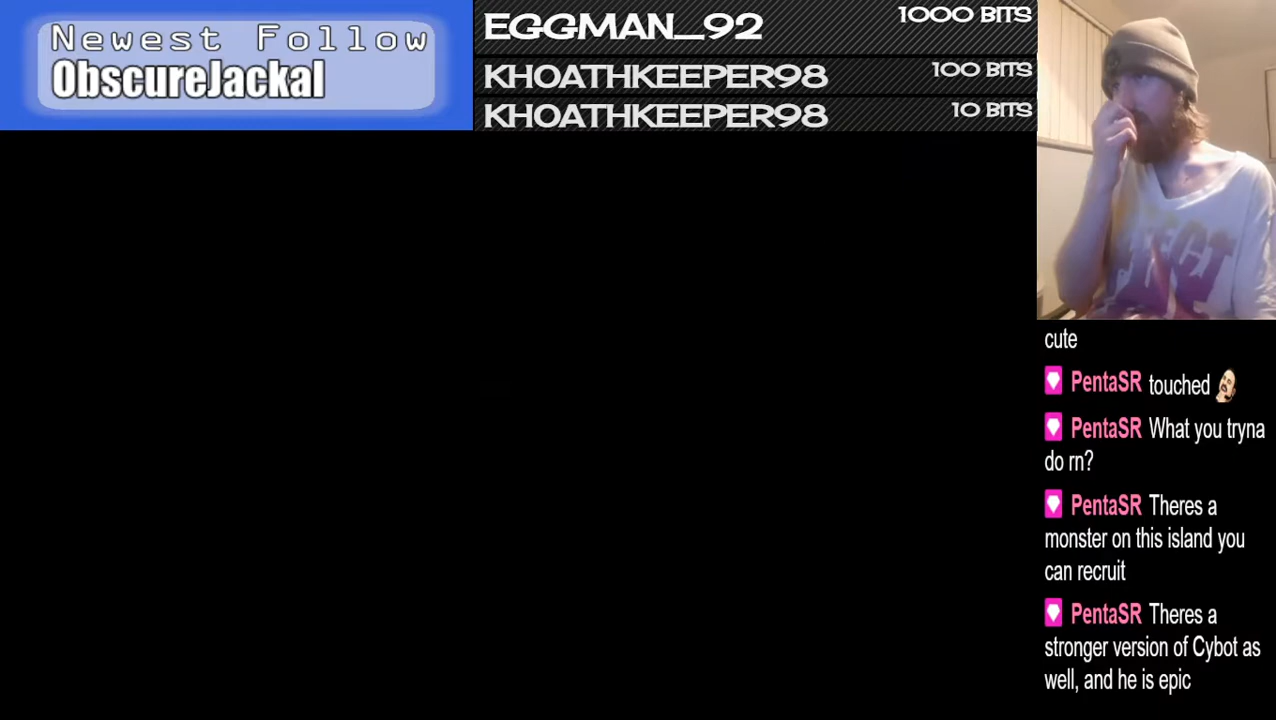 Newest Follow
ObscureJackal
EGGMAN_92 1000 BITS
KHOATHKEEPER98 100 BITS
KHOATHKEEPER98 10 BITS
cute
PentaSR touched
PentaSR What you tryna
do rn?
PentaSR Theres a
monster on this island you
can recruit
PentaSR Theres a
stronger version of Cybot as
well, and he is epic